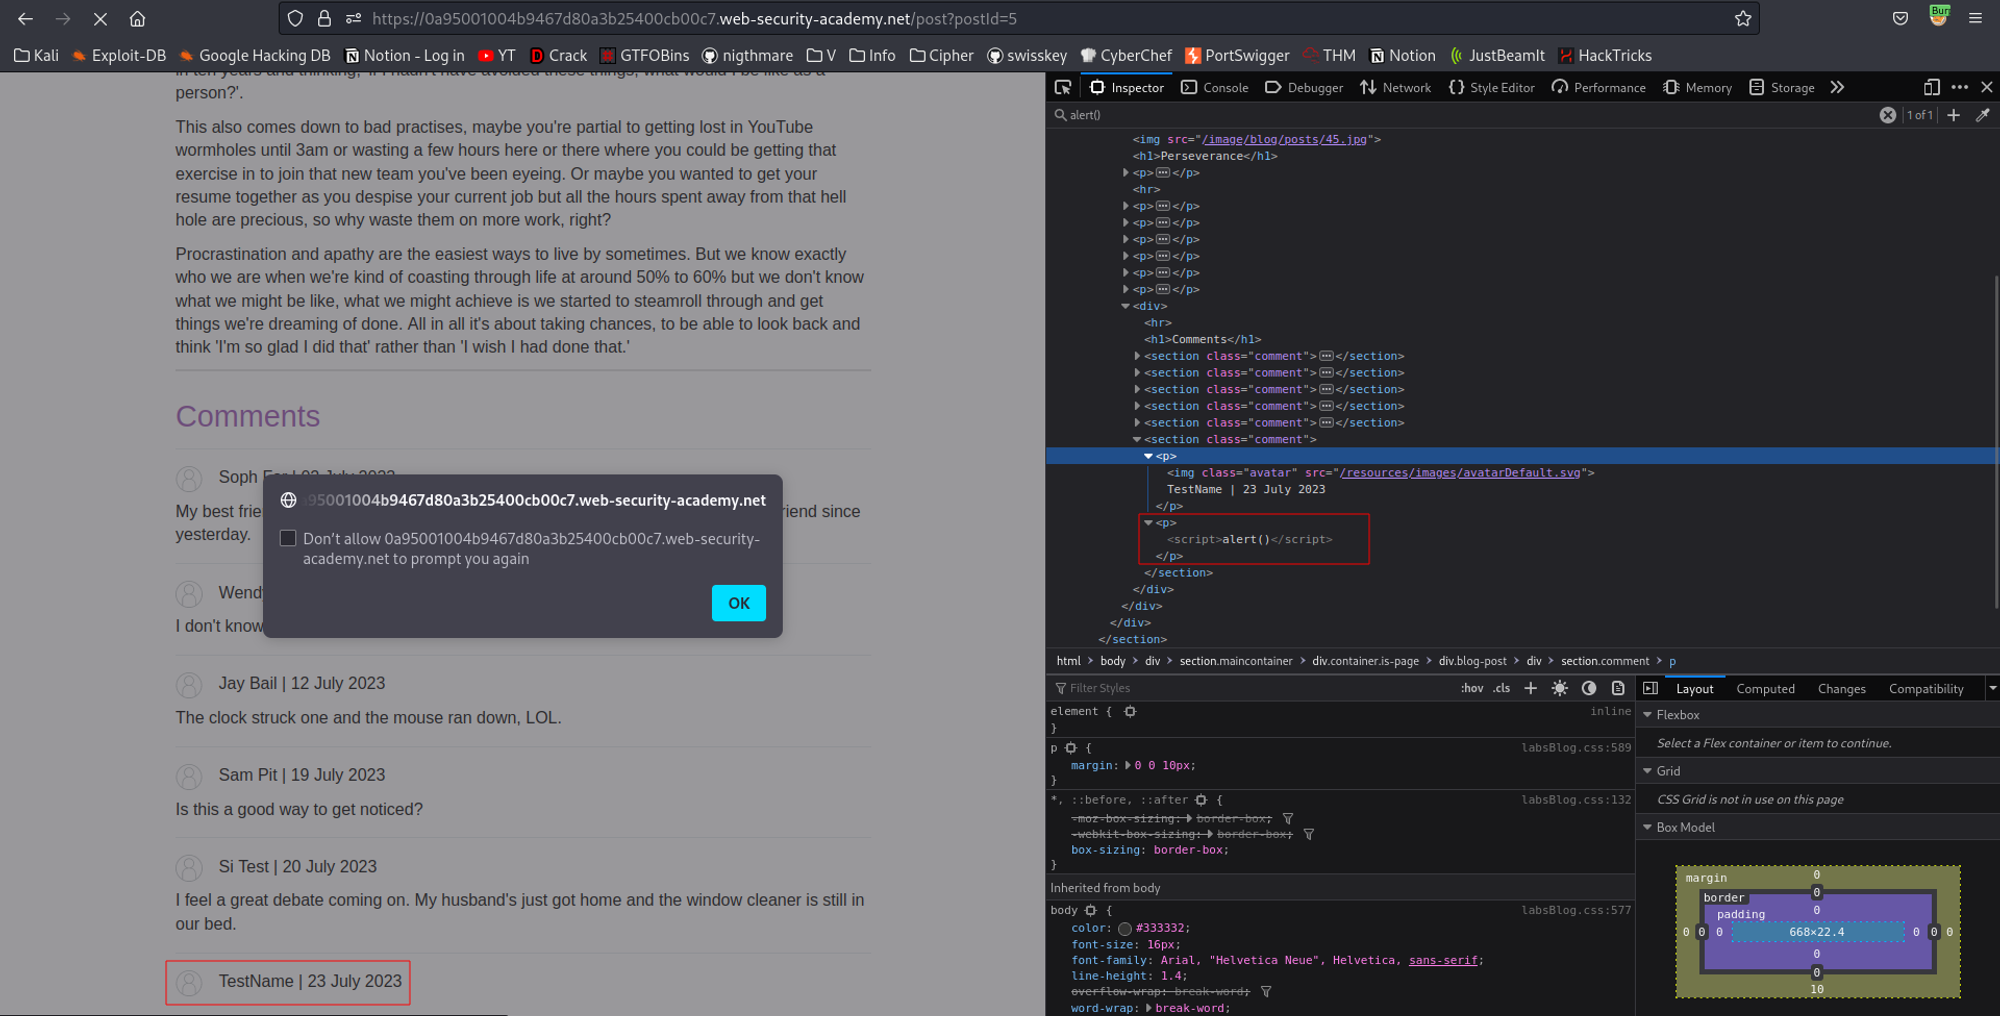 https://0a95001004b9467d80a3b25400cb00c7.web-security-academy.net/post?postId=5
Burr
Kali Exploit-DB Google Hacking DB Notion - Log in YT Crack GTFOBins nigthmare V Info Cipher swisskey CyberChef PortSwigger THM Notion JustBeamIt HackTricks
person?'.
This also comes down to bad practises, maybe you're partial to getting lost in YouTube
wormholes until 3am or wasting a few hours here or there where you could be getting that
exercise in to join that new team you've been eyeing. Or maybe you wanted to get your
resume together as you despise your current job but all the hours spent away from that hell
hole are precious, so why waste them on more work, right?
Procrastination and apathy are the easiest ways to live by sometimes. But we know exactly
who we are when we're kind of coasting through life at around 50% to 60% but we don't know
what we might be like, what we might achieve is we started to steamroll through and get
things we're dreaming of done. All in all it's about taking chances, to be able to look back and
think 'I'm so glad I did that' rather than 'I wish I had done that.'
Comments
Soph
My best frie
riend since
yesterday.
Wendy
I don't know
Jay Bail | 12 July 2023
The clock struck one and the mouse ran down, LOL.
Sam Pit | 19 July 2023
Is this a good way to get noticed?
Si Test | 20 July 2023
I feel a great debate coming on. My husband's just got home and the window cleaner is still in
our bed.
TestName | 23 July 2023
95001004b9467d80a3b25400cb00c7.web-security-academy.net
Don't allow 0a95001004b9467d80a3b25400cb00c7.web-security-
academy.net to prompt you again
OK
Inspector Console Debugger Network Style Editor Performance Memory Storage
alert() 1 of 1
<img src="/image/blog/posts/45.jpg">
<h1>Perseverance</h1>
<p>…</p>
<hr>
<p>…</p>
<p>…</p>
<p>…</p>
<p>…</p>
<p>…</p>
<p>…</p>
<div>
<hr>
<h1>Comments</h1>
<section class="comment">…</section>
<section class="comment">…</section>
<section class="comment">…</section>
<section class="comment">…</section>
<section class="comment">…</section>
<section class="comment">
<p>
<img class="avatar" src="/resources/images/avatarDefault.svg">
TestName | 23 July 2023
</p>
<p>
<script>alert()</script>
</p>
</section>
</div>
</div>
</div>
</section>
html > body > div > section.maincontainer > div.container.is-page > div.blog-post > div > section.comment > p
Filter Styles :hov .cls
element { inline
}
p { labsBlog.css:589
margin: 0 0 10px;
}
*, ::before, ::after { labsBlog.css:132
-moz-box-sizing: border-box;
-webkit-box-sizing: border-box;
box-sizing: border-box;
}
Inherited from body
body { labsBlog.css:577
color: #333332;
font-size: 16px;
font-family: Arial, "Helvetica Neue", Helvetica, sans-serif;
line-height: 1.4;
overflow-wrap: break-word;
word-wrap: break-word;
Layout Computed Changes Compatibility
Flexbox
Select a Flex container or item to continue.
Grid
CSS Grid is not in use on this page
Box Model
margin 0
border 0
padding 0
0 0 0 668×22.4 0 0 0
0
0
10